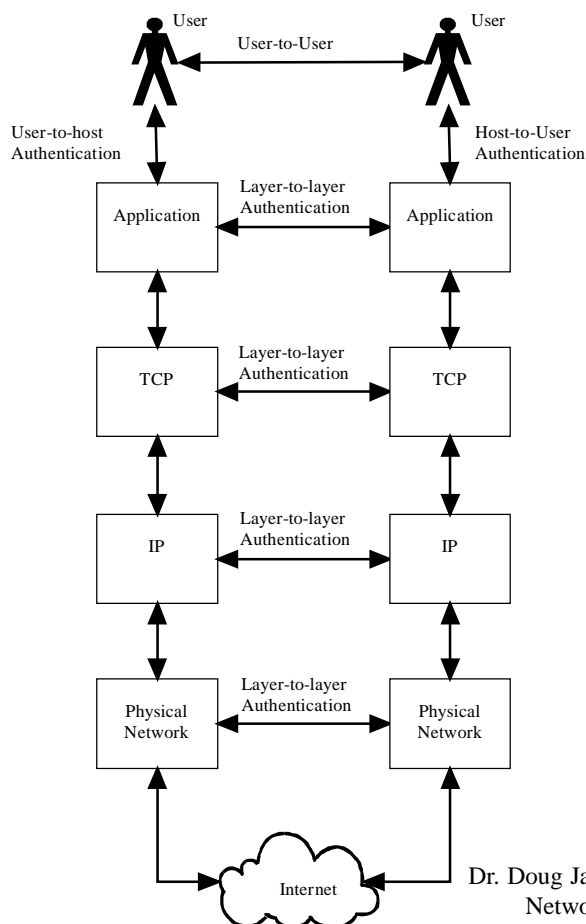 User
User
User-to-User
User-to-host
Authentication
Host-to-User
Authentication
Layer-to-layer
Authentication
Application
Application
Layer-to-layer
Authentication
TCP
TCP
Layer-to-layer
Authentication
IP
IP
Layer-to-layer
Authentication
Physical
Network
Physical
Network
Internet
Dr. Doug